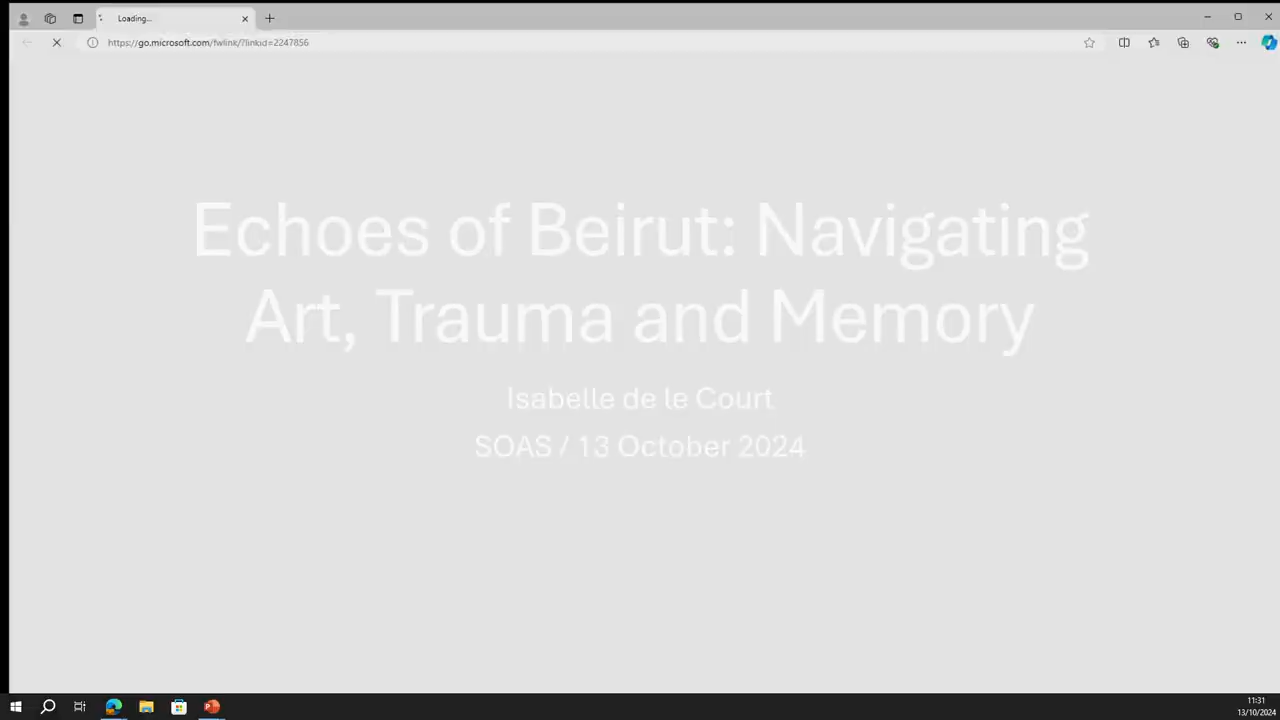 Loading...
https://go.microsoft.com/fwlink/?linkid=2247856
Echoes of Beirut: Navigating
Art, Trauma and Memory
Isabelle de le Court
SOAS / 13 October 2024
11:31
13/10/2024